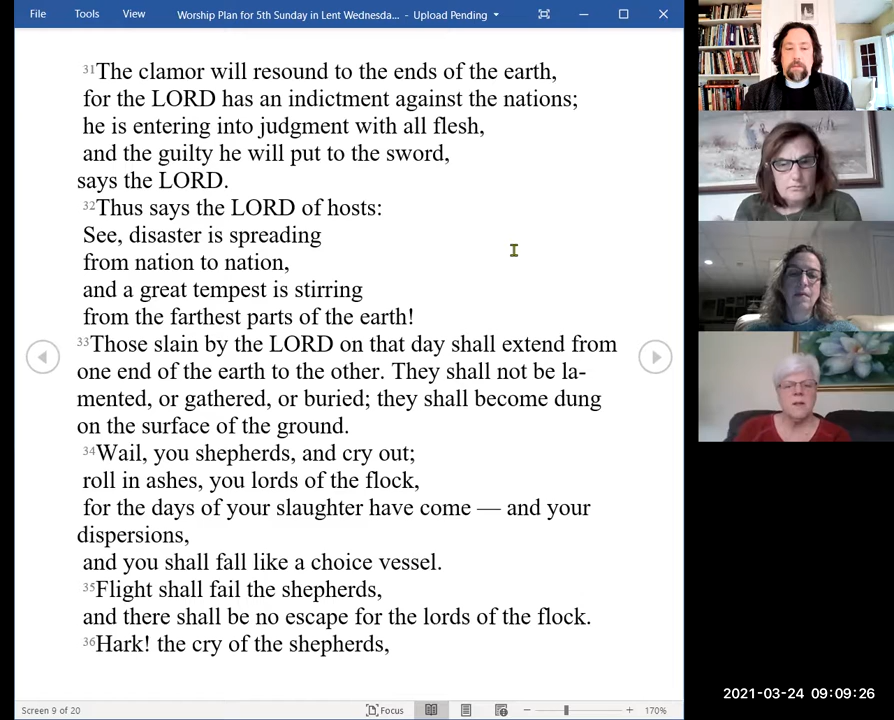 File Tools Worship Plan for 5th Sunday in Lent Wednesda... - Upload Pending
31The clamor will resound to the ends of the earth,
for the LORD has an indictment against the nations;
he is entering into judgment with all flesh,
and the guilty he will put to the sword,
says the LORD.
32Thus says the LORD of hosts:
See, disaster is spreading
from nation to nation,
and a great tempest is stirring
from the farthest parts of the earth!
33Those slain by the LORD on that day shall extend from
one end of the earth to the other. They shall not be la-
mented, or gathered, or buried; they shall become dung
on the surface of the ground.
34Wail, you shepherds, and cry out;
roll in ashes, you lords of the flock,
for the days of your slaughter have come — and your
dispersions,
and you shall fall like a choice vessel.
35Flight shall fail the shepherds,
and there shall be no escape for the lords of the flock.
36Hark! the cry of the shepherds,
2021-03-24 09:09:26
Screen 9 of 20 Focus 170%